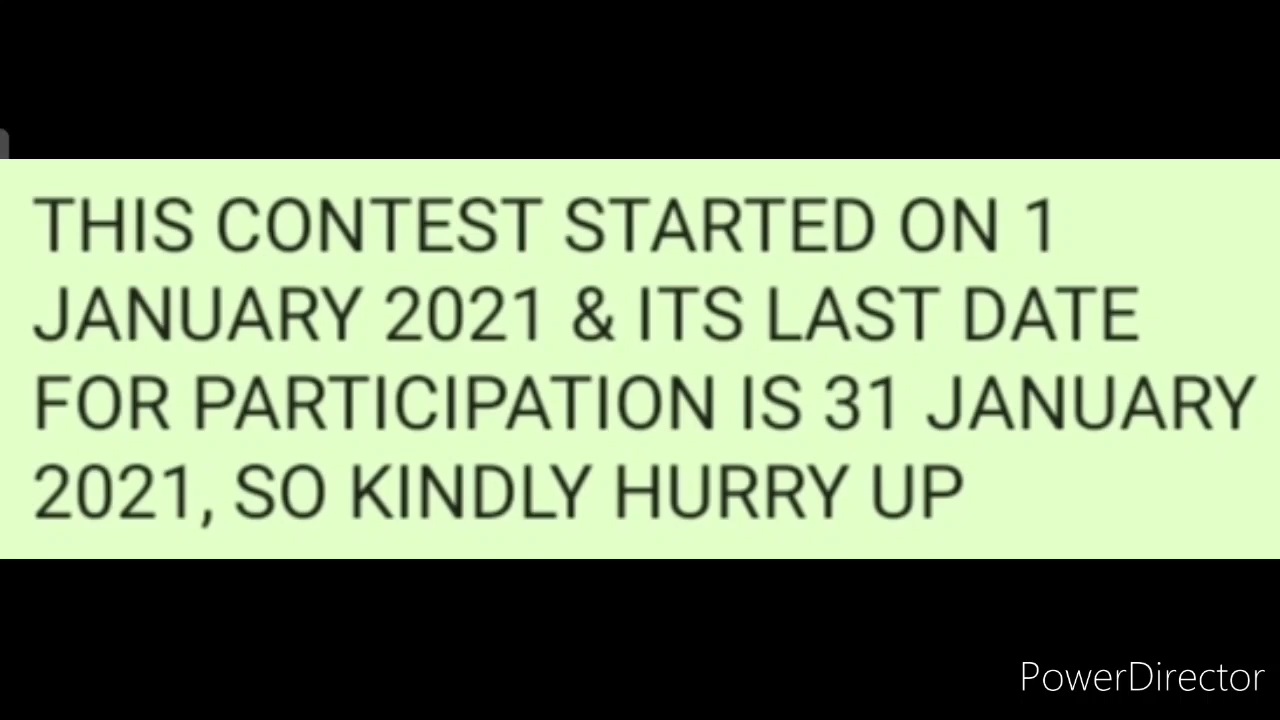 THIS CONTEST STARTED ON 1
JANUARY 2021 & ITS LAST DATE
FOR PARTICIPATION IS 31 JANUARY
2021, SO KINDLY HURRY UP
PowerDirector